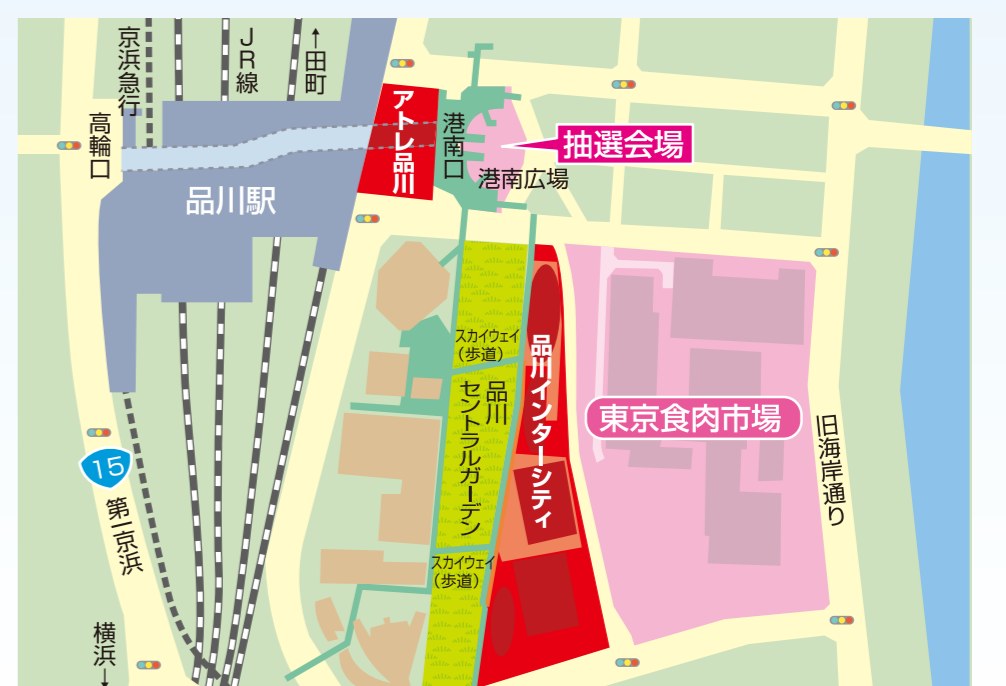 京浜急行
JR線
↑田町
高輪口
アトレ品川
港南口
抽選会場
港南広場
品川駅
スカイウェイ
(歩道)
品川
セントラルガーデン
品川インターシティ
東京食肉市場
旧海岸通り
15
第一京浜
スカイウェイ
(歩道)
横浜→